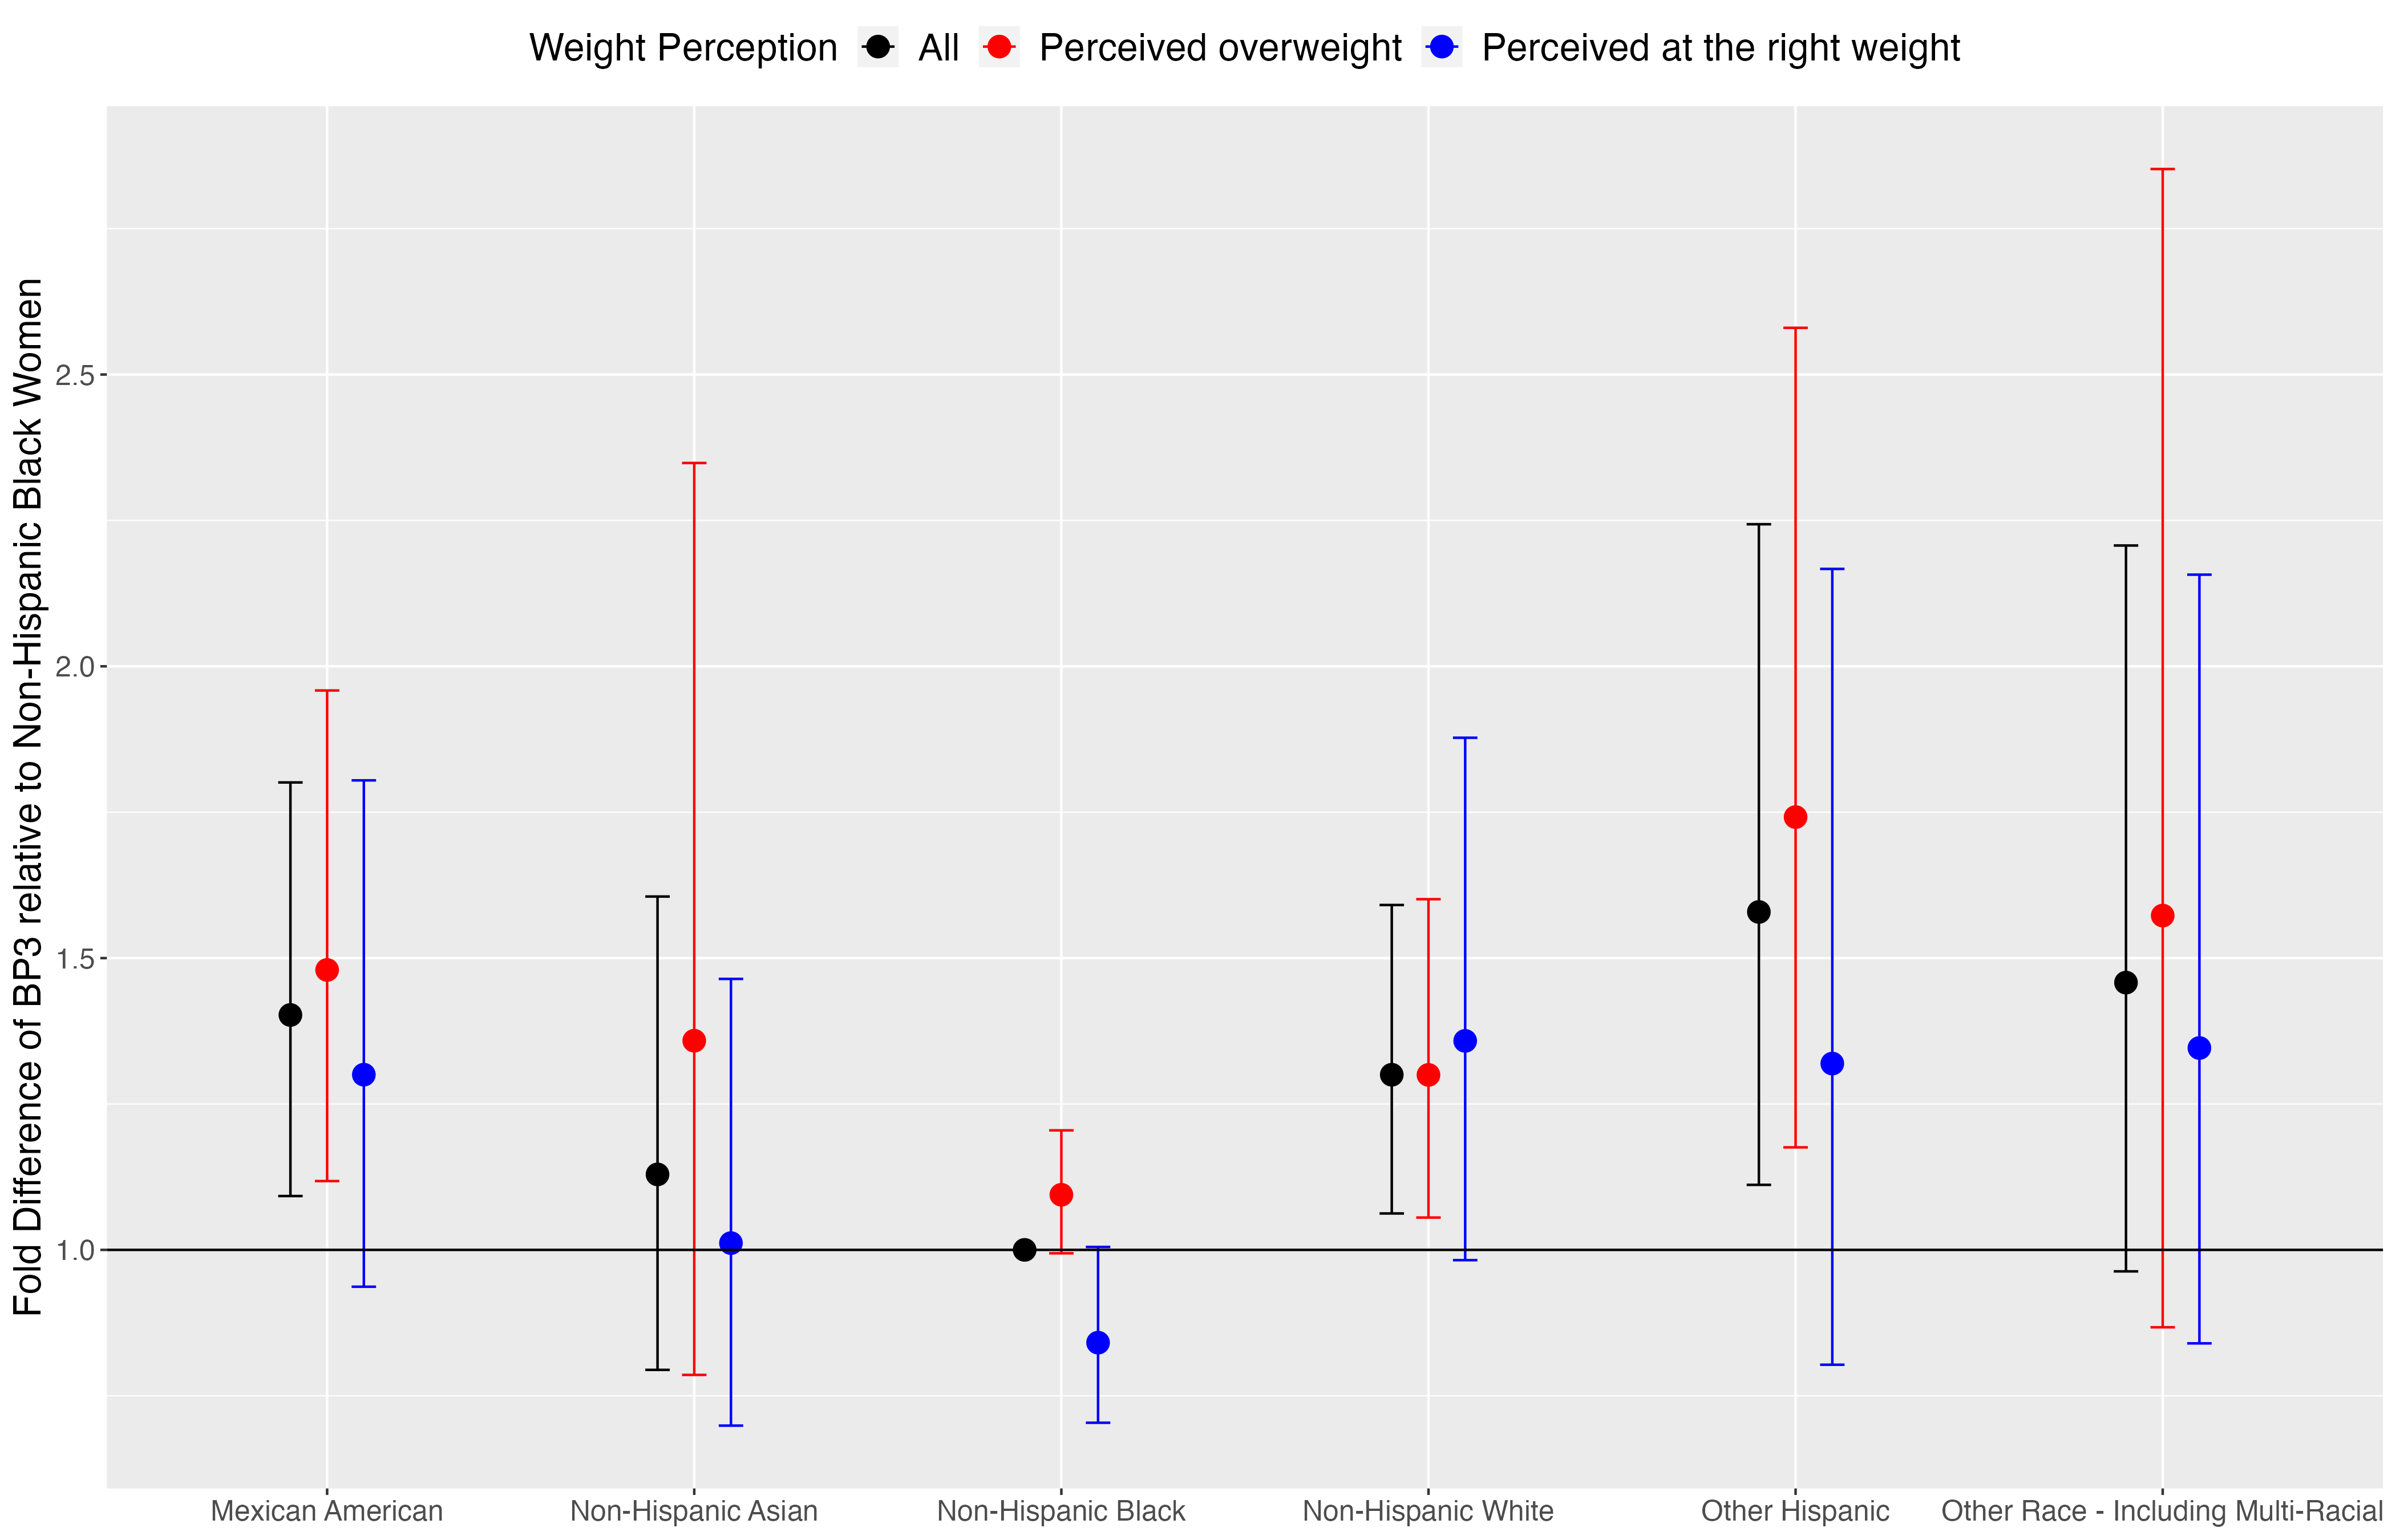 Weight Perception All Perceived overweight Perceived at the right weight
Fold Difference of BP3 relative to Non-Hispanic Black Women
2.5
2.0
1.5
1.0
Mexican American Non-Hispanic Asian Non-Hispanic Black Non-Hispanic White Other Hispanic Other Race - Including Multi-Racial